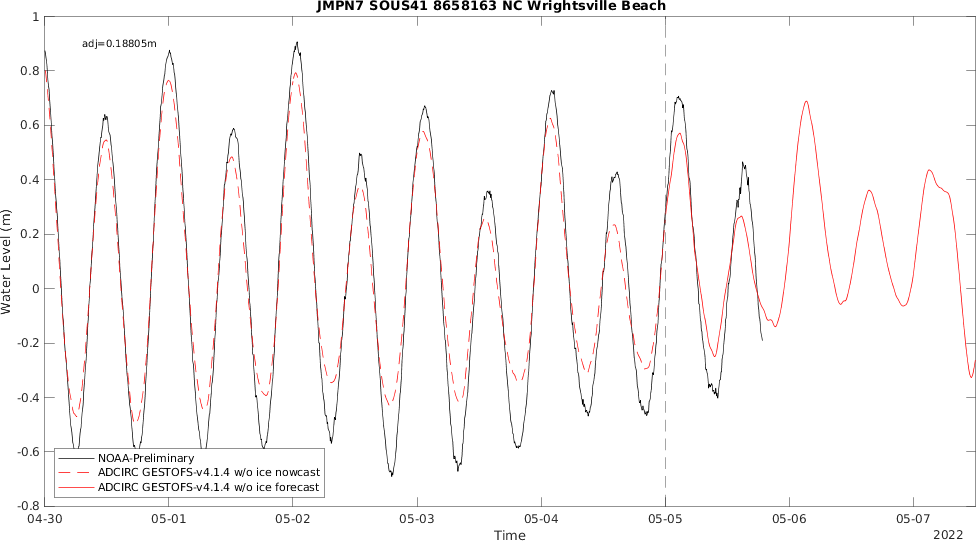 JMPN7 SOUS41 8658163 NC Wrightsville Beach
adj=0.18805m
1
0.8
0.6
0.4
0.2
0
-0.2
-0.4
-0.6
-0.8
Water Level (m)
NOAA-Preliminary
ADCIRC GESTOFS-v4.1.4 w/o ice nowcast
ADCIRC GESTOFS-v4.1.4 w/o ice forecast
04-30 05-01 05-02 05-03 05-04 05-05 05-06 05-07
Time
2022